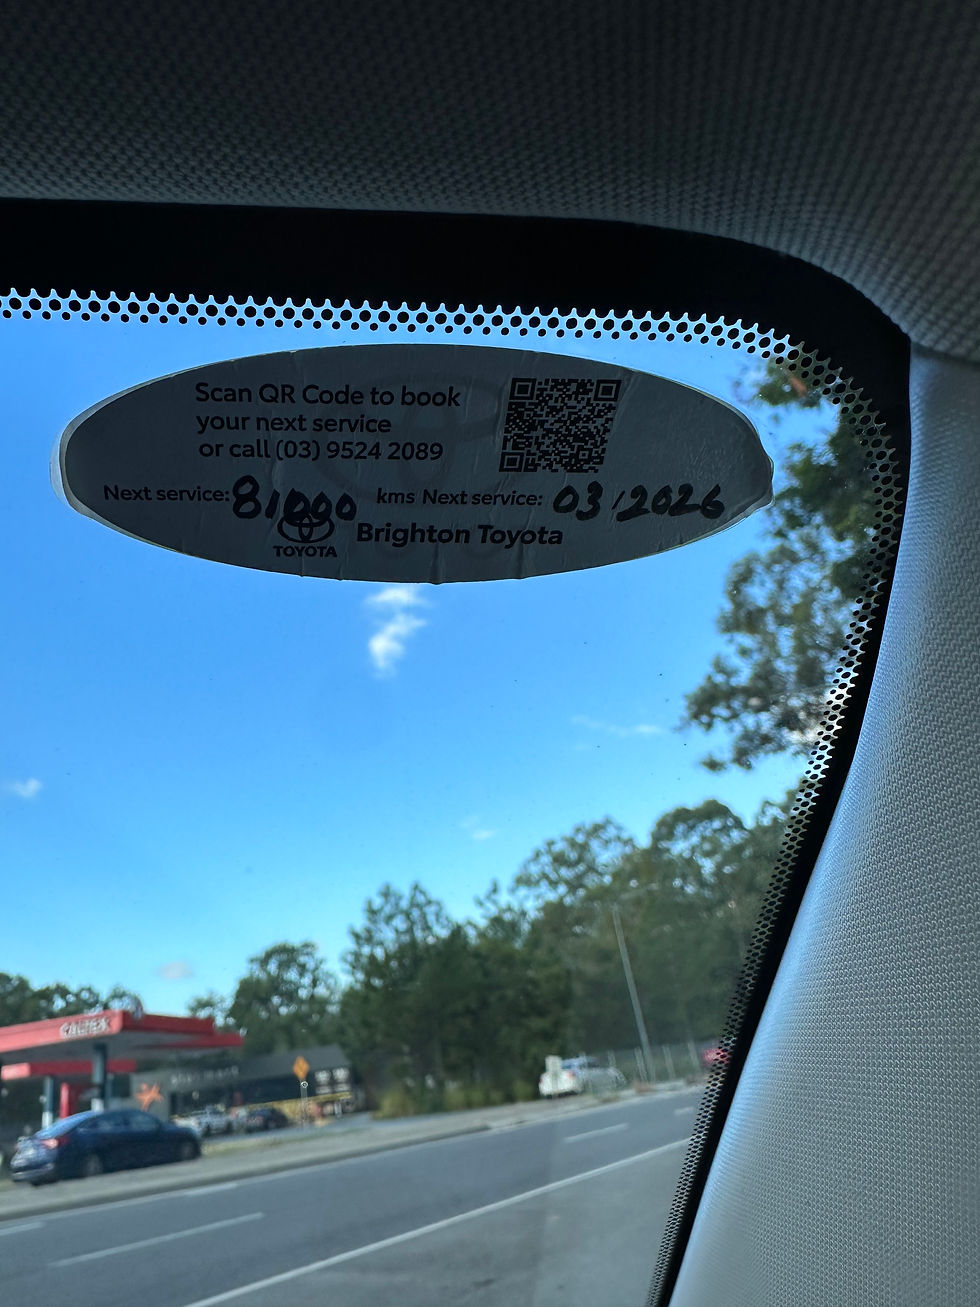 Scan QR Code to book
your next service
or call (03) 9524 2089
Next service: 81000 kms Next service: 03/2026
TOYOTA Brighton Toyota
CALTEX